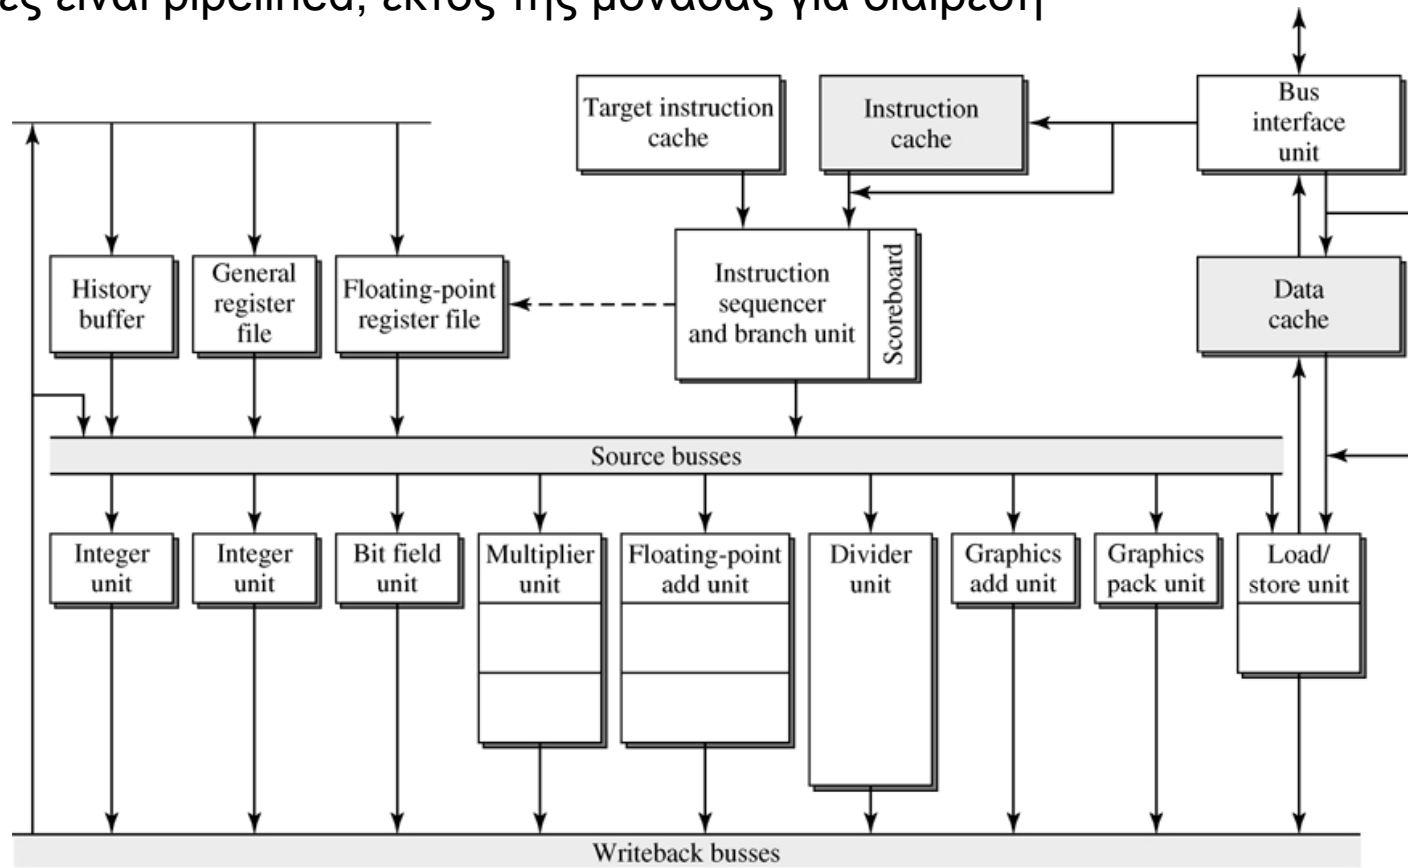 ες είναι pipelined, εκτός της μονάδας για διαίρεση
Target instruction
cache
Instruction
cache
Bus
interface
unit
History
buffer
General
register
file
Floating-point
register file
Instruction
sequencer
and branch unit
Scoreboard
Data
cache
Source busses
Integer
unit
Integer
unit
Bit field
unit
Multiplier
unit
Floating-point
add unit
Divider
unit
Graphics
add unit
Graphics
pack unit
Load/
store unit
Writeback busses